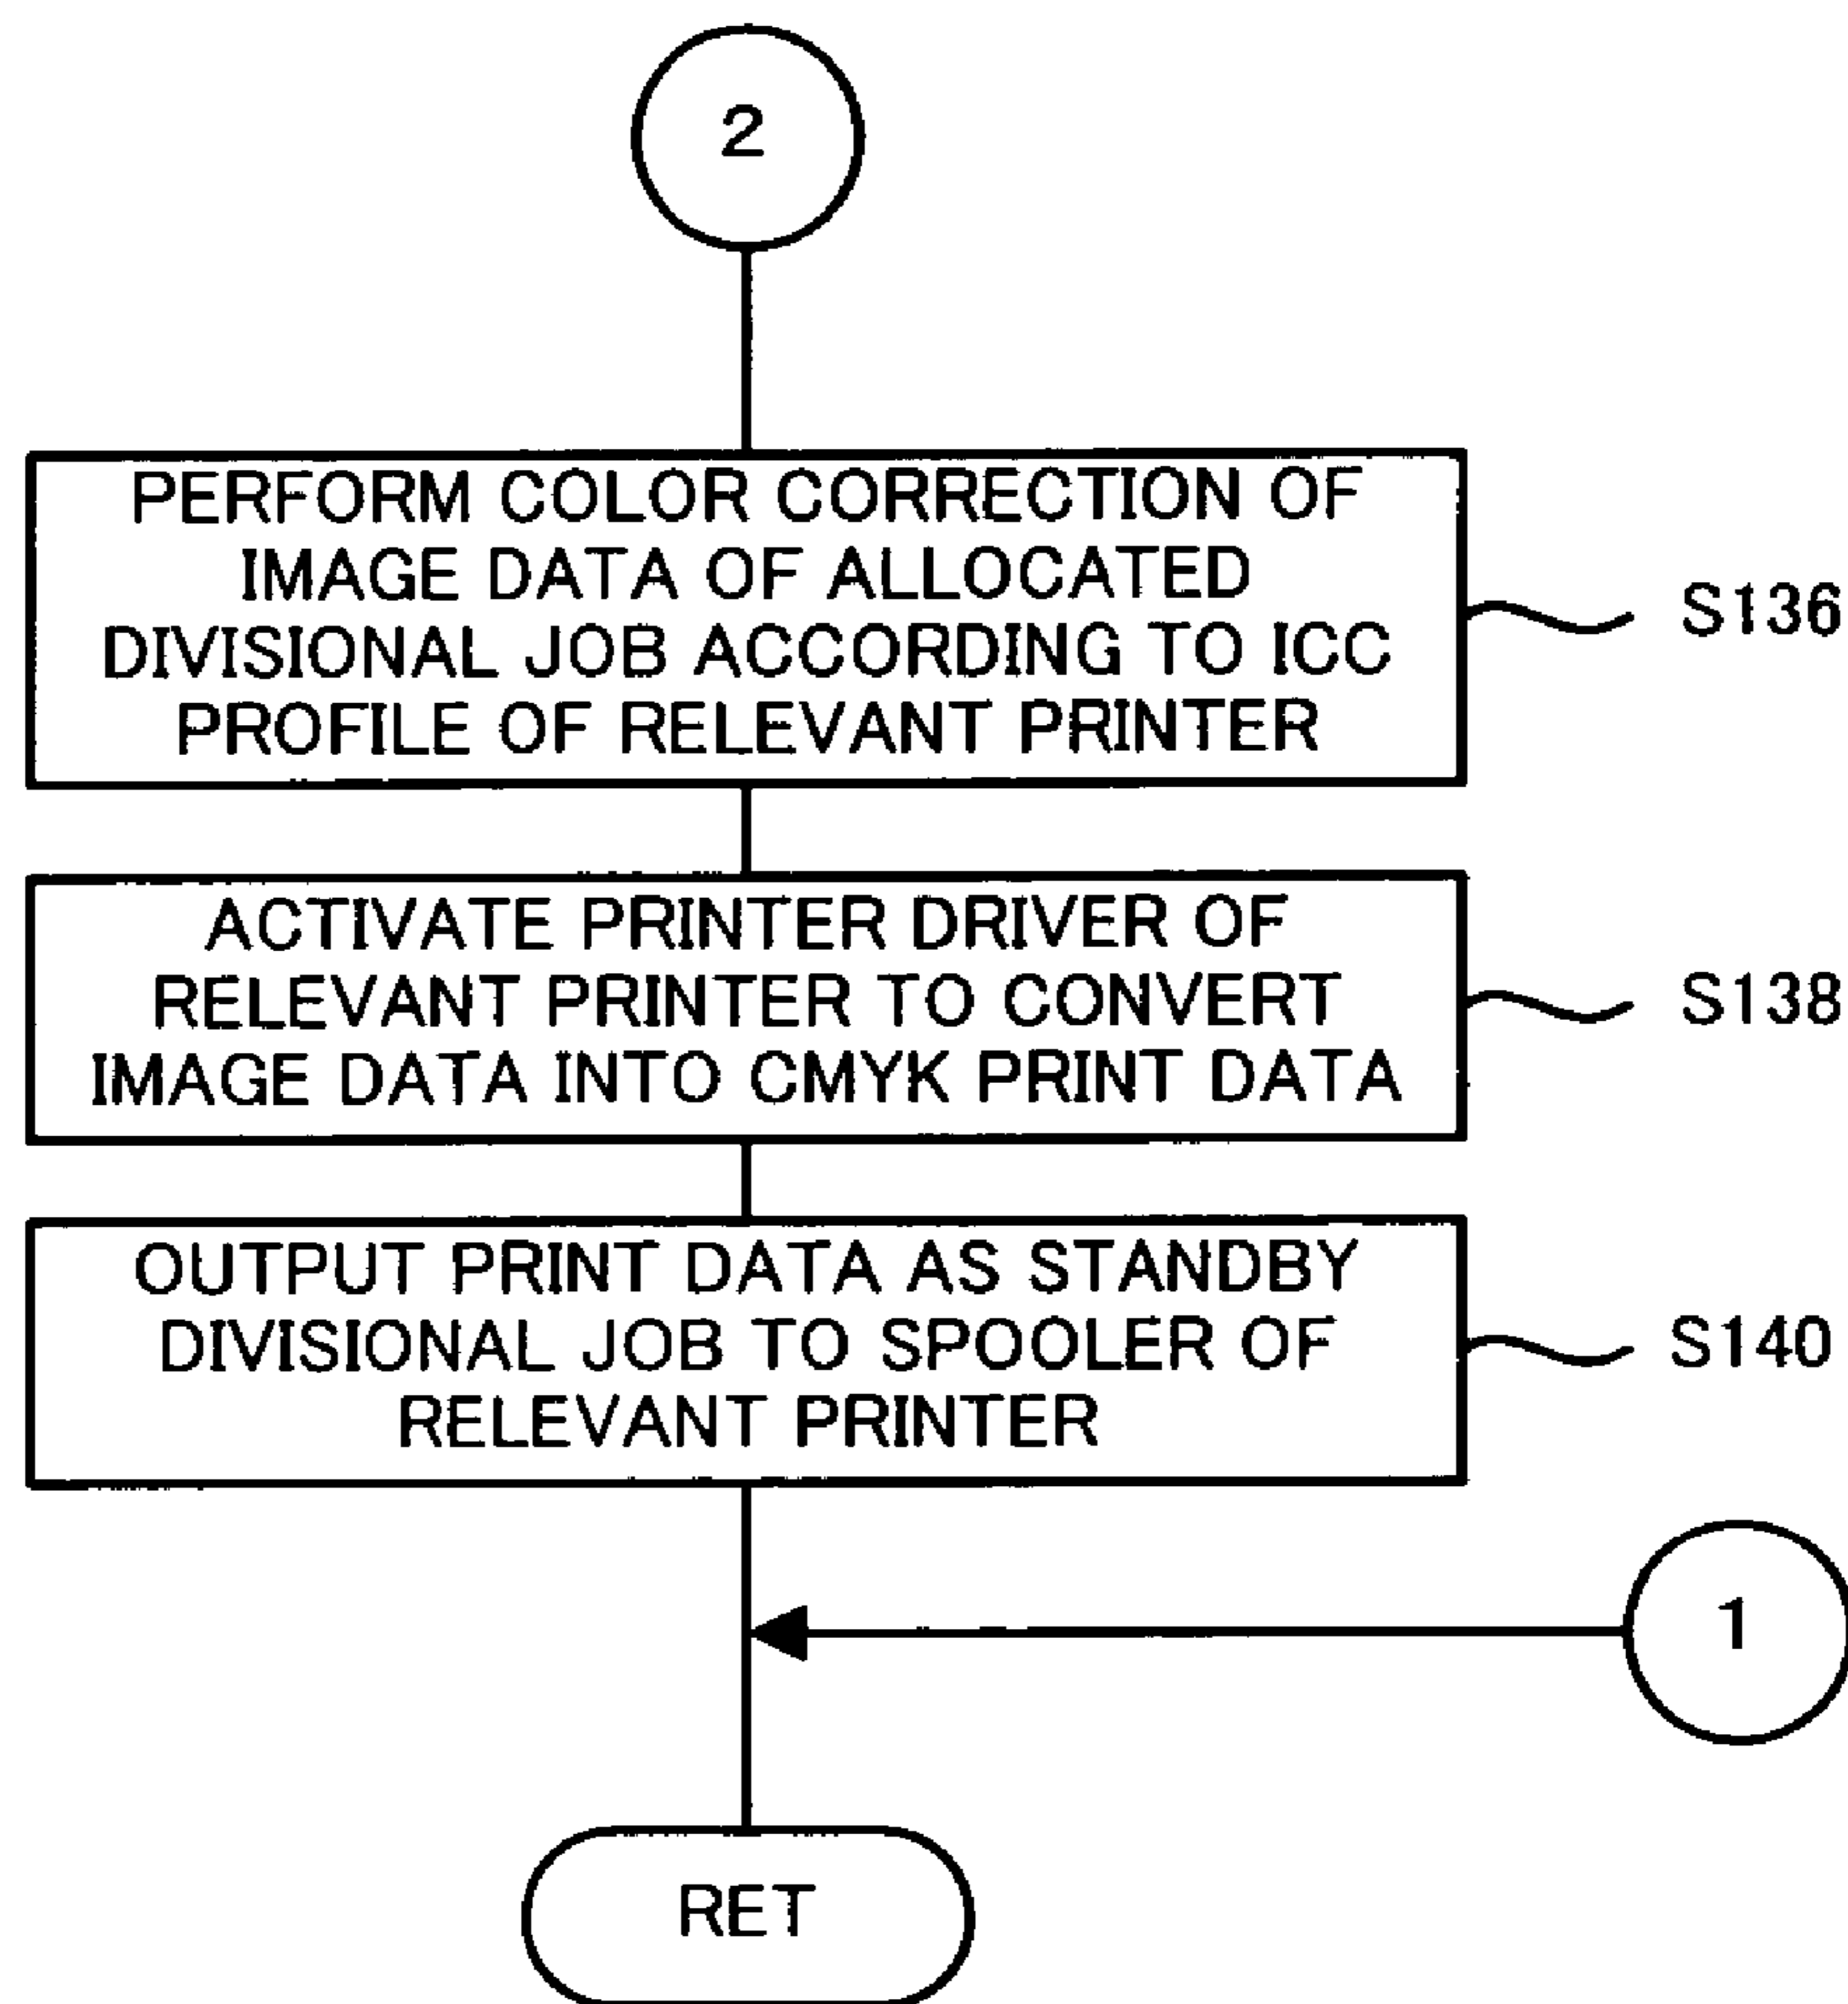 2
PERFORM COLOR CORRECTION OF
IMAGE DATA OF ALLOCATED
DIVISIONAL JOB ACCORDING TO ICC
PROFILE OF RELEVANT PRINTER
S136
ACTIVATE PRINTER DRIVER OF
RELEVANT PRINTER TO CONVERT
IMAGE DATA INTO CMYK PRINT DATA
S138
OUTPUT PRINT DATA AS STANDBY
DIVISIONAL JOB TO SPOOLER OF
RELEVANT PRINTER
S140
1
RET